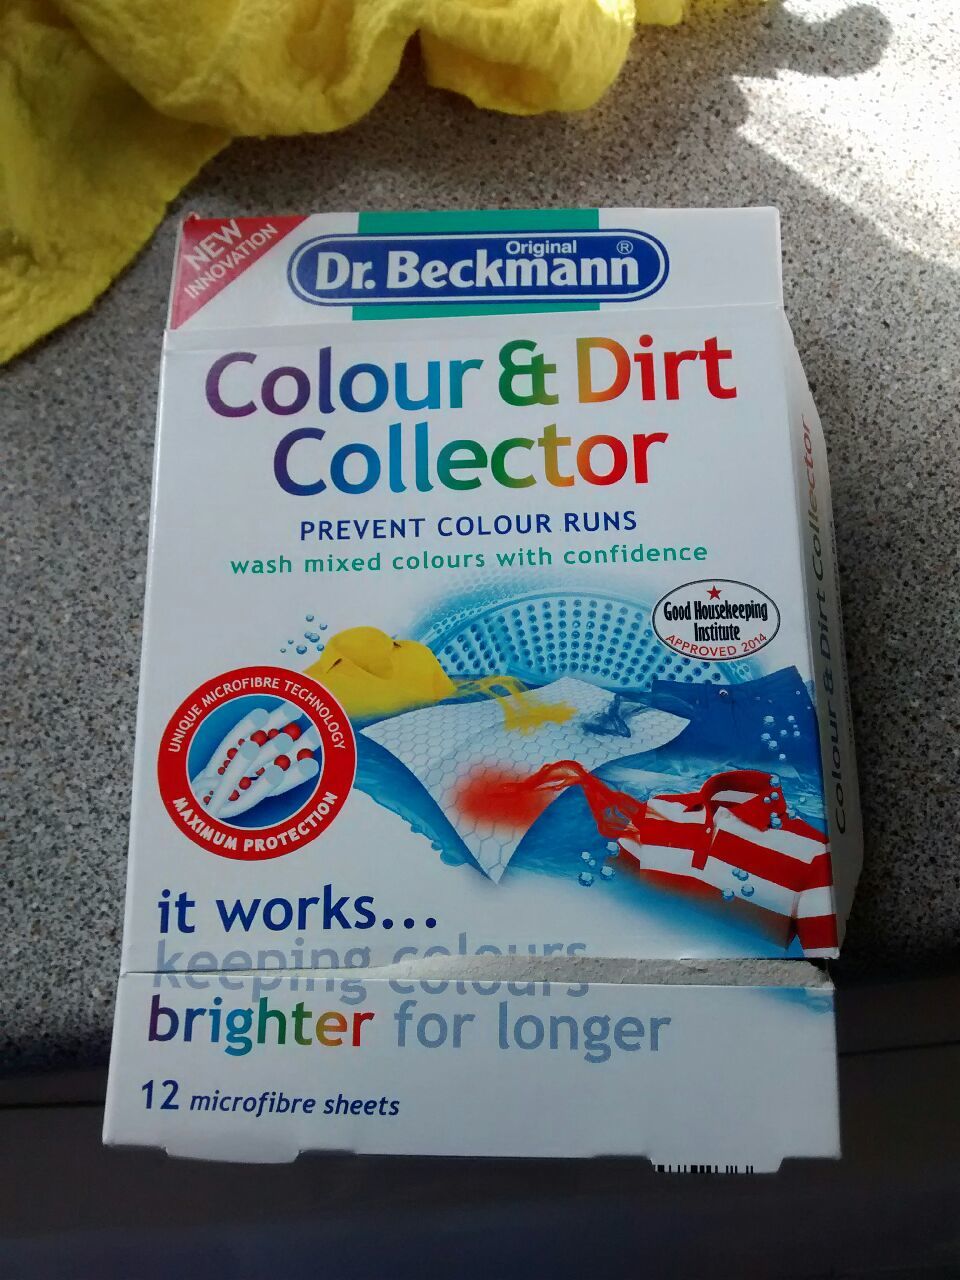 NEW
INNOVATION
Original
Dr. Beckmann®
Colour & Dirt
Collector
PREVENT COLOUR RUNS
wash mixed colours with confidence
Good Housekeeping
Institute
APPROVED 2014
UNIQUE MICROFIBRE TECHNOLOGY
MAXIMUM PROTECTION
it works...
keeping colours
brighter for longer
12 microfibre sheets
Colour & Dirt Collector